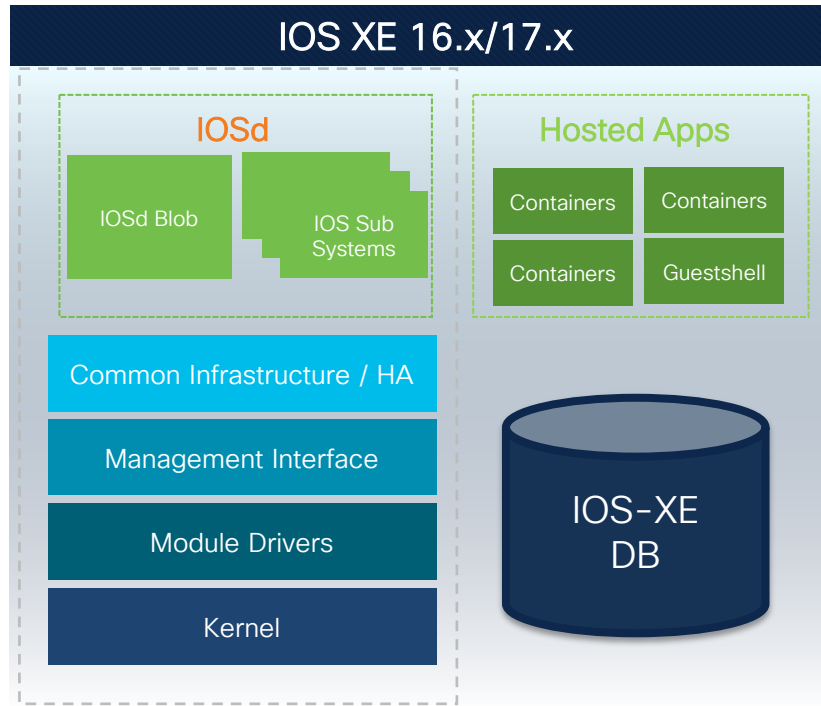 IOS XE 16.x/17.x
IOSd
IOSd Blob
IOS Sub
Systems
Hosted Apps
Containers
Containers
Containers
Guestshell
Common Infrastructure / HA
Management Interface
Module Drivers
Kernel
IOS-XE
DB